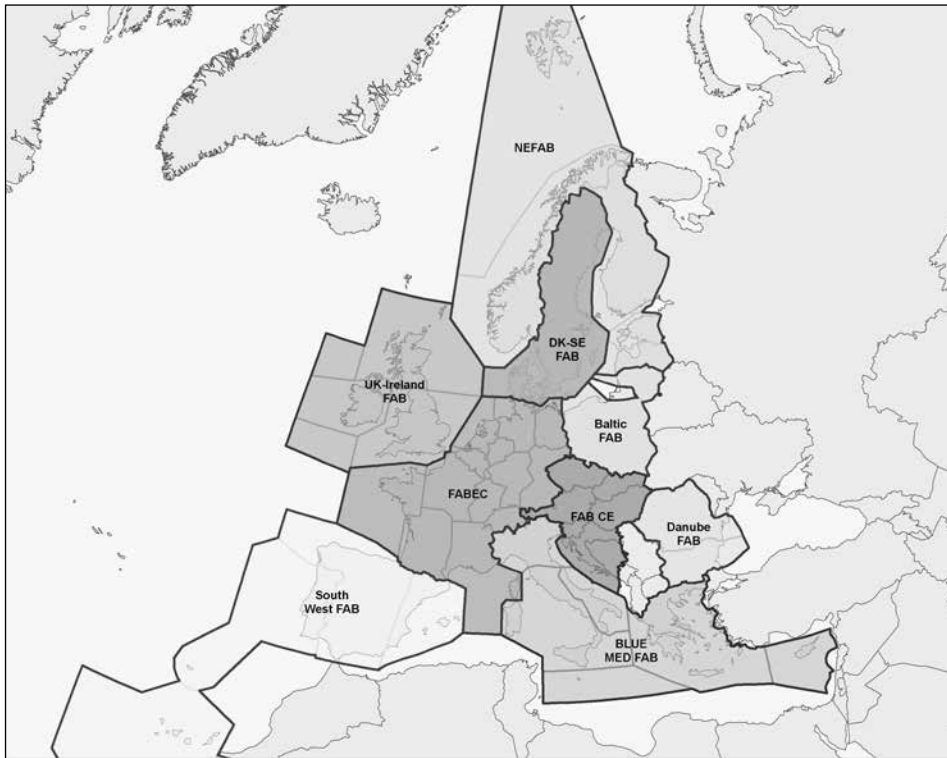 NEFAB
DK-SE
FAB
UK-Ireland
FAB
Baltic
FAB
FABEC
FAB CE
Danube
FAB
South
West FAB
BLUE
MED FAB